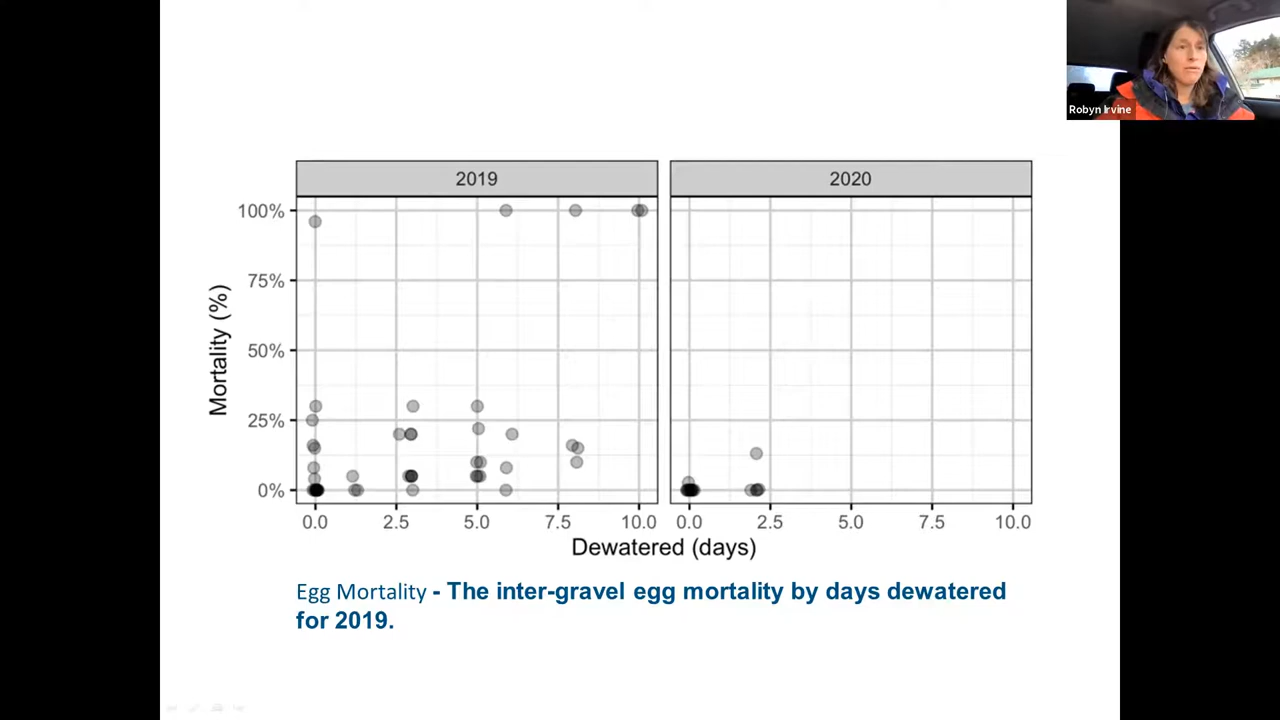 Robyn Irvine
2019
2020
100%
75%
50%
25%
0%
Mortality (%)
0.0 2.5 5.0 7.5 10.0
0.0 2.5 5.0 7.5 10.0
Dewatered (days)
Egg Mortality - The inter-gravel egg mortality by days dewatered
for 2019.